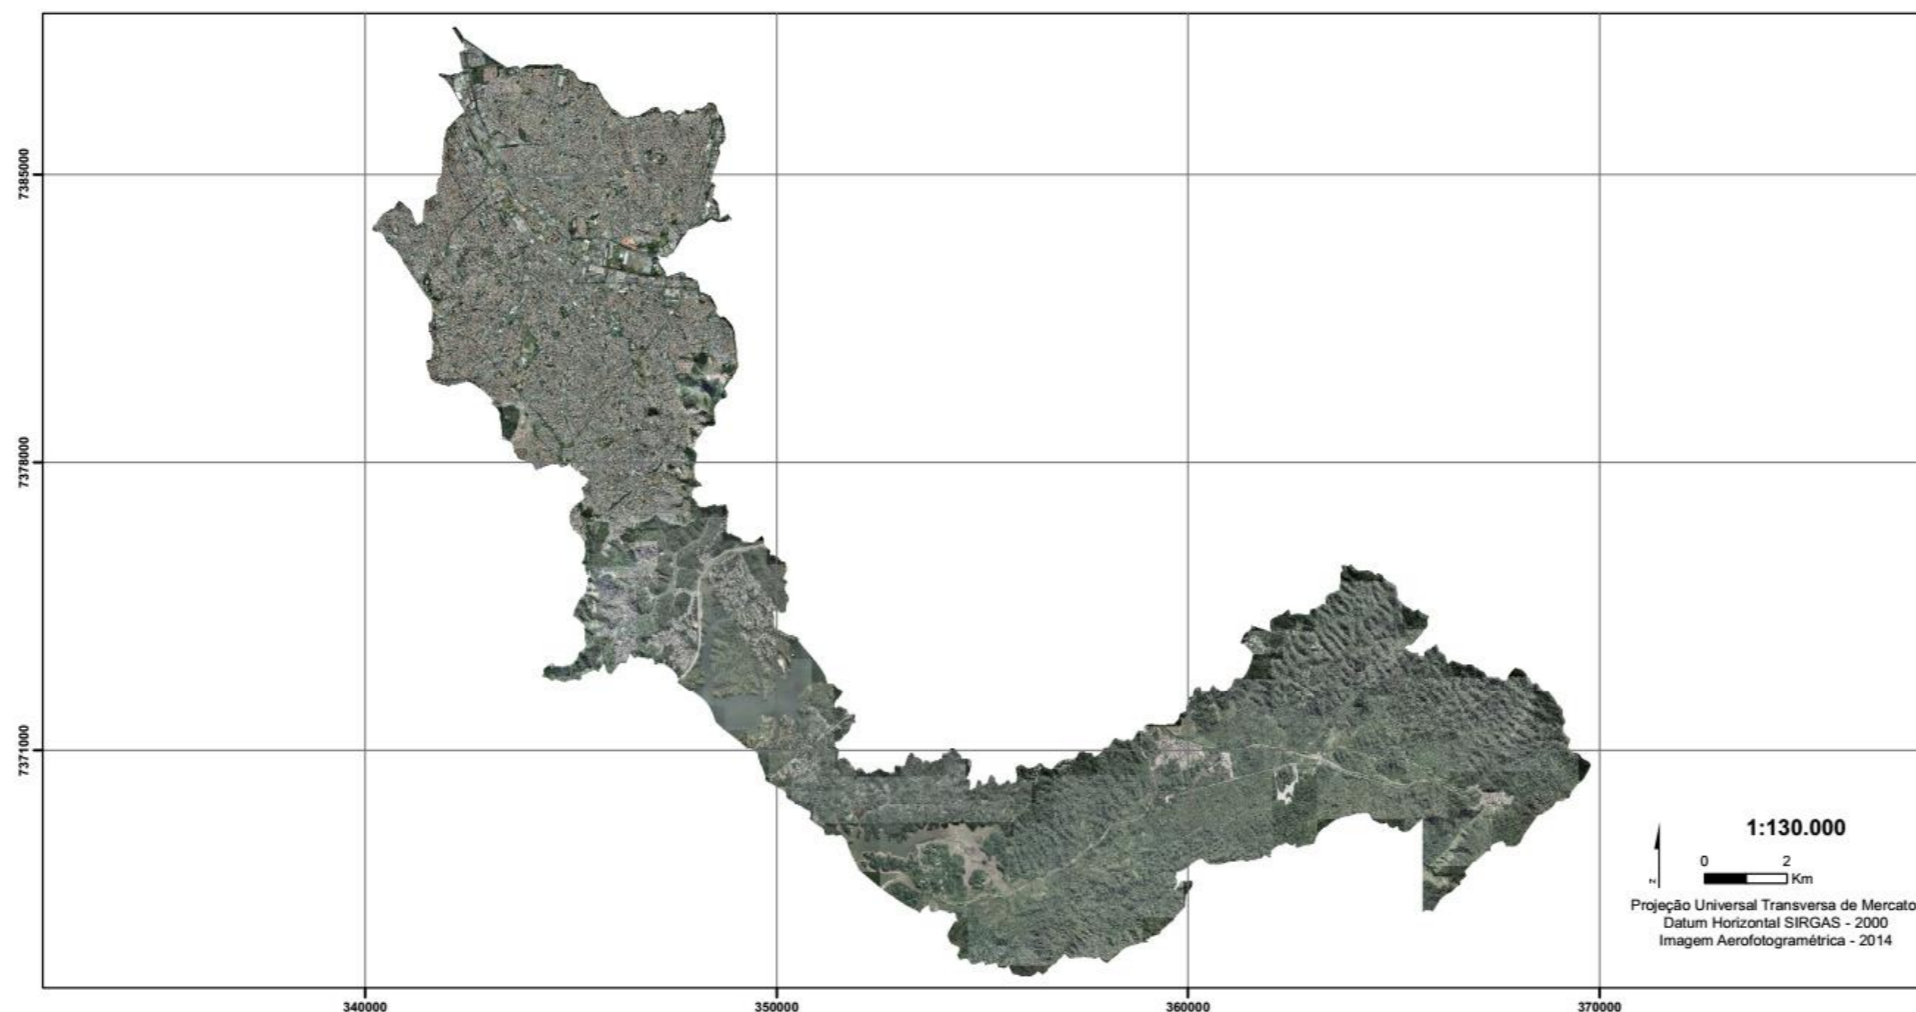 7385000
7378000
7371000
1:130.000
0 2
Km
N
Projeção Universal Transversa de Mercato
Datum Horizontal SIRGAS - 2000
Imagem Aerofotogramétrica - 2014
340000 350000 360000 370000